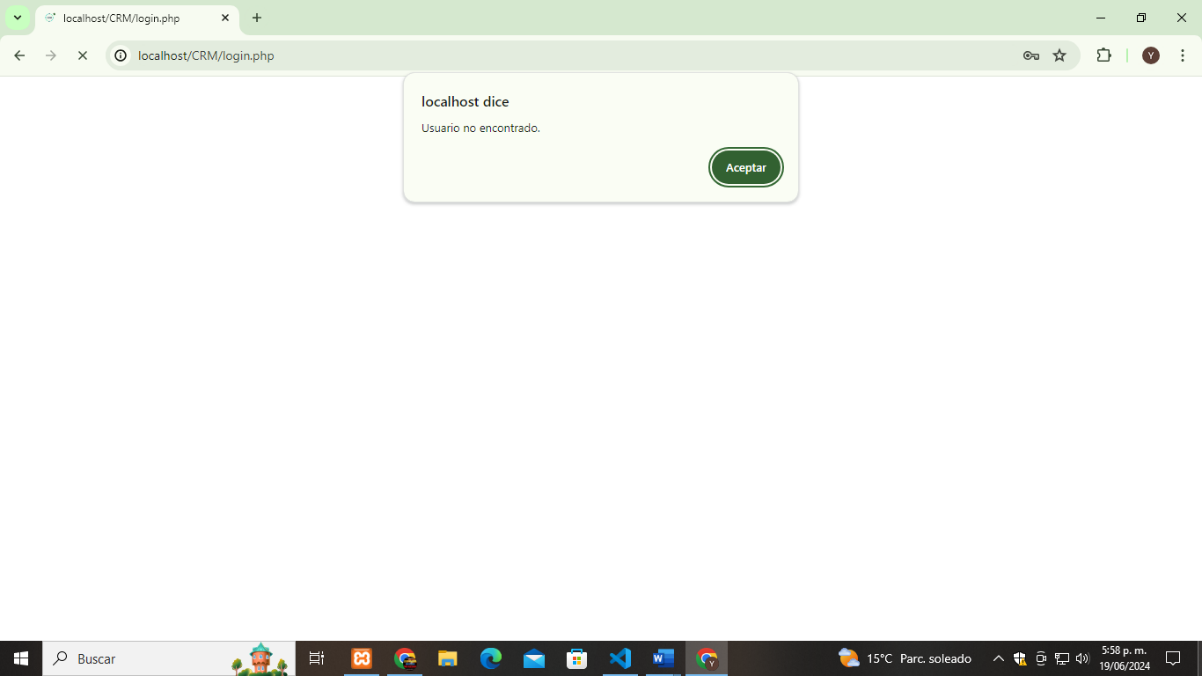 localhost/CRM/login.php
localhost/CRM/login.php
Y
localhost dice
Usuario no encontrado.
Aceptar
Buscar
15°C Parc. soleado
5:58 p. m.
19/06/2024